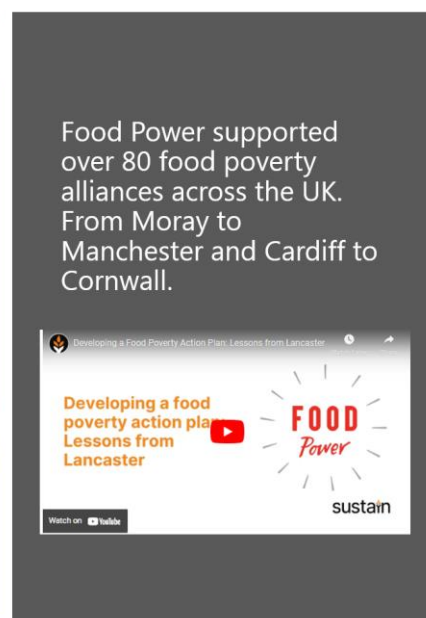 Food Power supported
over 80 food poverty
alliances across the UK.
From Moray to
Manchester and Cardiff to
Cornwall.
Developing a Food Poverty Action Plan: Lessons from Lancaster
Developing a food
poverty action plan:
Lessons from
Lancaster
FOOD
Power
sustain
Watch on YouTube